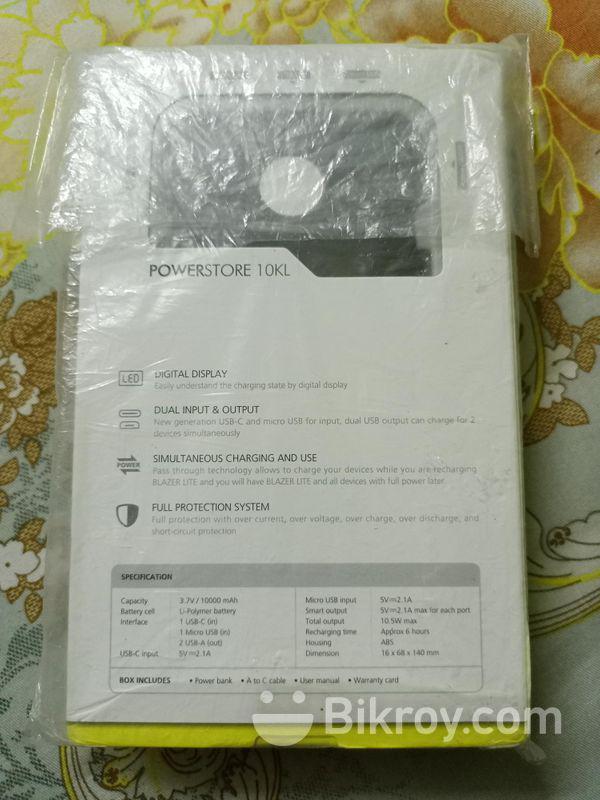 POWERSTORE 10KL
LED
DIGITAL DISPLAY
Easily understand the charging state by digital display
DUAL INPUT & OUTPUT
New generation USB-C and micro USB for input, dual USB output can charge for 2
devices simultaneously
POWER
SIMULTANEOUS CHARGING AND USE
Pass through technology allows to charge your devices while you are recharging
BLAZER LITE and you will have BLAZER LITE and all devices with full power later.
FULL PROTECTION SYSTEM
Full protection with over current, over voltage, over charge, over discharge, and
short-circuit protection
SPECIFICATION
Capacity 3.7V / 10000 mAh Micro USB input 5V⎓2.1A
Battery cell Li-Polymer battery Smart output 5V⎓2.1A max for each port
Interface 1 USB-C (in) Total output 10.5W max
1 Micro USB (in) Recharging time Approx 6 hours
2 USB-A (out) Housing ABS
USB-C input 5V⎓2.1A Dimension 16 x 68 x 140 mm
BOX INCLUDES • Power bank • A to C cable • User manual • Warranty card
Bikroy.com